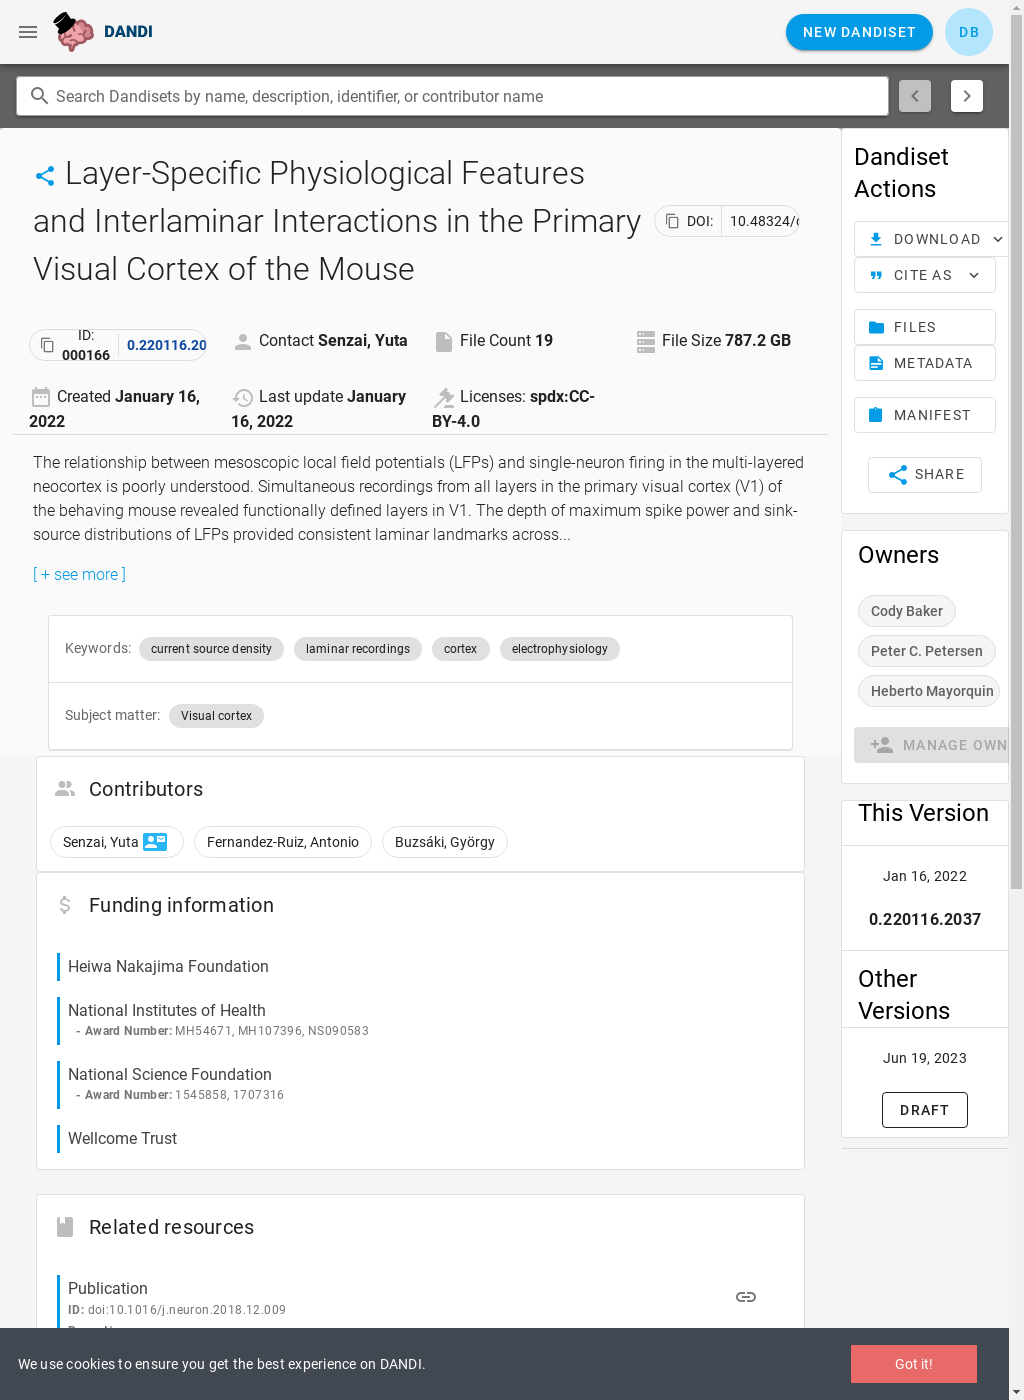 DANDI
NEW DANDISET
DB
Search Dandisets by name, description, identifier, or contributor name
Layer-Specific Physiological Features
and Interlaminar Interactions in the Primary
Visual Cortex of the Mouse
DOI:
10.48324/
ID:
000166
0.220116.20
Contact Senzai, Yuta
File Count 19
File Size 787.2 GB
Created January 16,
2022
Last update January
16, 2022
Licenses: spdx:CC-
BY-4.0
The relationship between mesoscopic local field potentials (LFPs) and single-neuron firing in the multi-layered
neocortex is poorly understood. Simultaneous recordings from all layers in the primary visual cortex (V1) of
the behaving mouse revealed functionally defined layers in V1. The depth of maximum spike power and sink-
source distributions of LFPs provided consistent laminar landmarks across...
[ + see more ]
Keywords: current source density laminar recordings cortex electrophysiology
Subject matter: Visual cortex
Contributors
Senzai, Yuta
Fernandez-Ruiz, Antonio
Buzsáki, György
Funding information
Heiwa Nakajima Foundation
National Institutes of Health
- Award Number: MH54671, MH107396, NS090583
National Science Foundation
- Award Number: 1545858, 1707316
Wellcome Trust
Related resources
Publication
ID: doi:10.1016/j.neuron.2018.12.009
Dandiset
Actions
DOWNLOAD
CITE AS
FILES
METADATA
MANIFEST
SHARE
Owners
Cody Baker
Peter C. Petersen
Heberto Mayorquin
MANAGE OWN
This Version
Jan 16, 2022
0.220116.2037
Other
Versions
Jun 19, 2023
DRAFT
We use cookies to ensure you get the best experience on DANDI.
Got it!